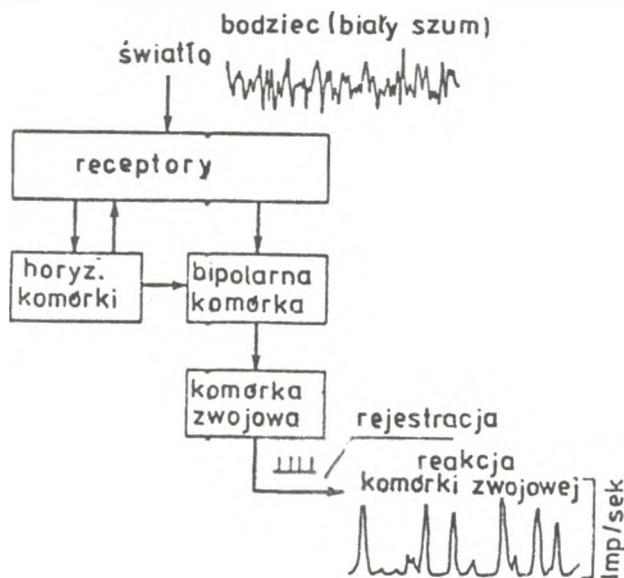 bodziec (biały szum)
światło
receptory
horyz.
komórki
bipolarna
komórka
komórka
zwojowa
rejestracja
reakcja
komórki zwojowej
Imp/sek